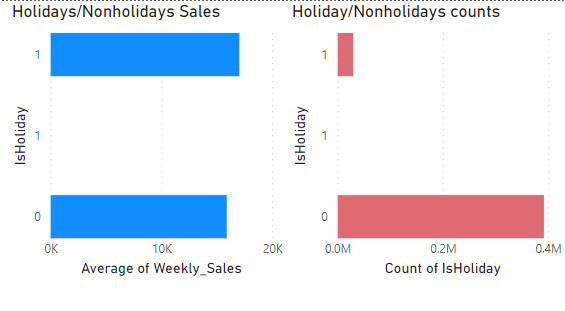 Holidays/Nonholidays Sales
1
1
0
IsHoliday
0K 10K 20K
Average of Weekly_Sales
Holiday/Nonholidays counts
1
1
0
IsHoliday
0.0M 0.2M 0.4M
Count of IsHoliday